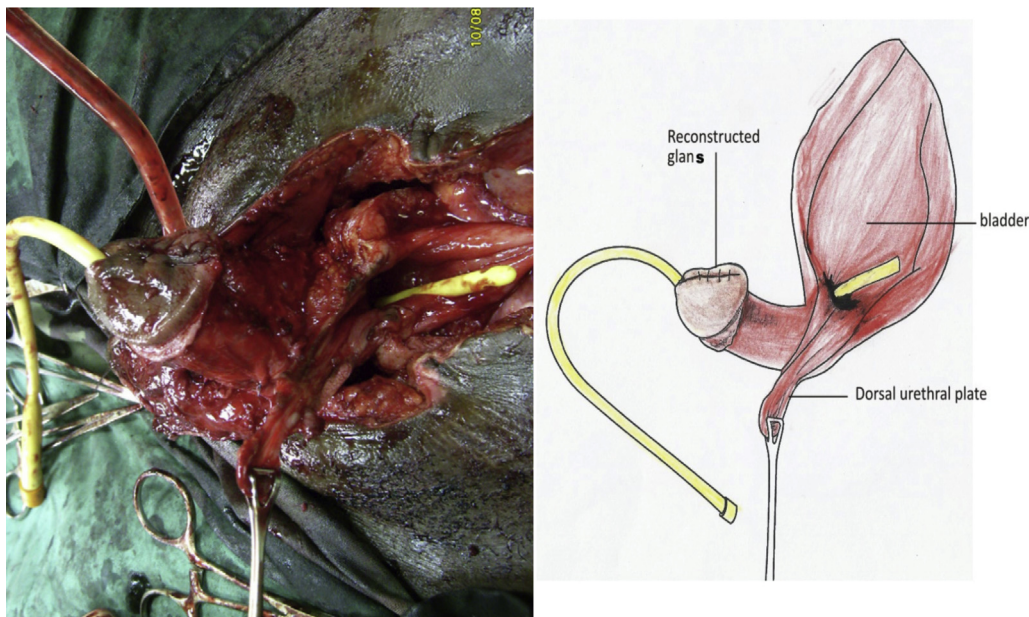 10/08
Reconstructed
glans
bladder
Dorsal urethral plate